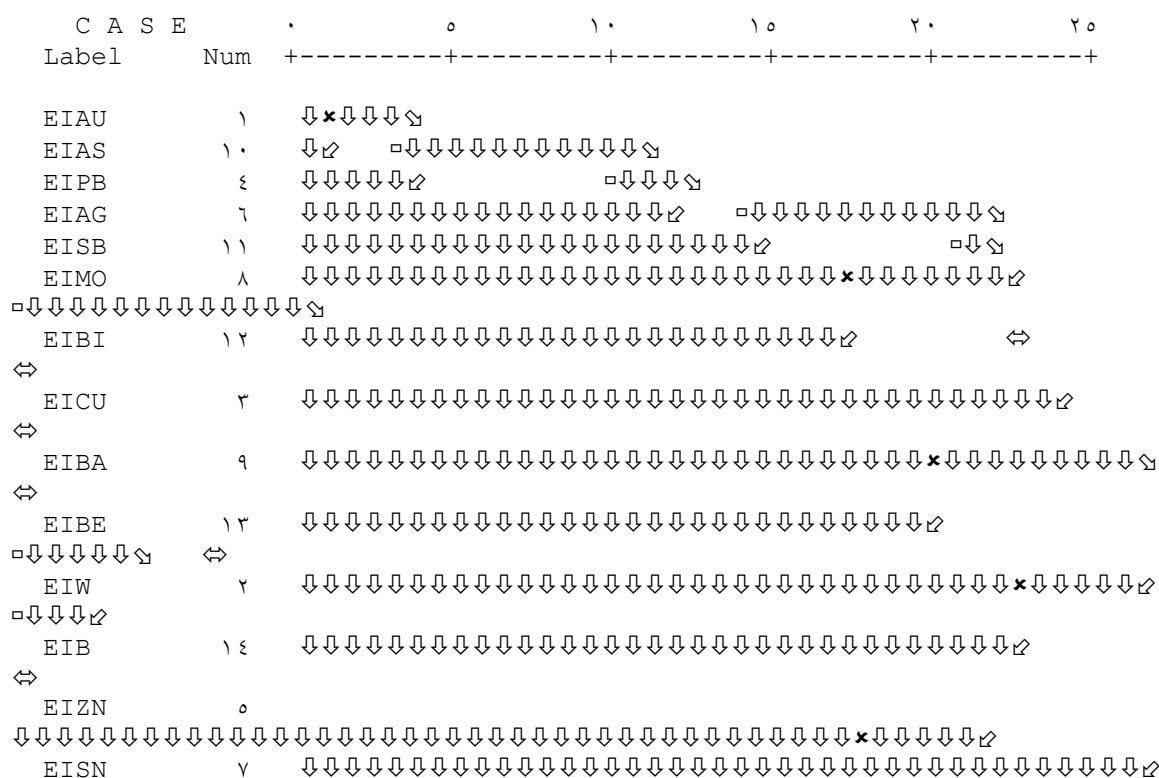 C A S E ٠ ٥ ١٠ ١٥ ٢٠ ٢٥
Label Num +---------+---------+---------+---------+---------+
EIAU ١
EIAS ١٠
EIPB ٤
EIAG ٦
EISB ١١
EIMO ٨
EIBI ١٢
EICU ٣
EIBA ٩
EIBE ١٣
EIW ٢
EIB ١٤
EIZN ٥
EISN ٧